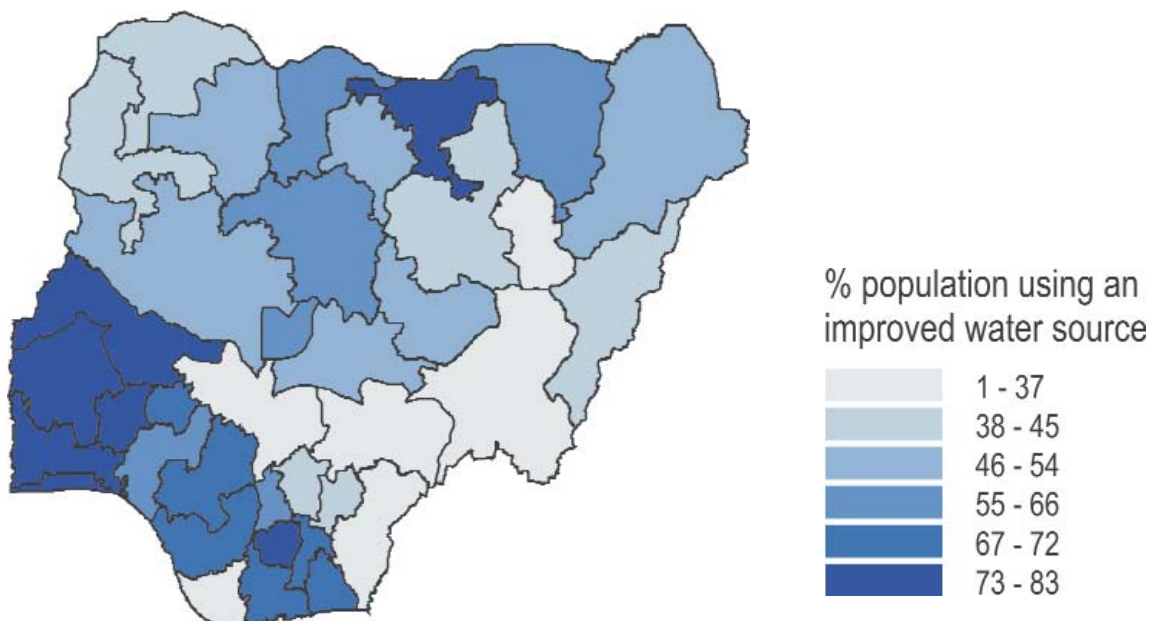 % population using an
improved water source
1 - 37
38 - 45
46 - 54
55 - 66
67 - 72
73 - 83